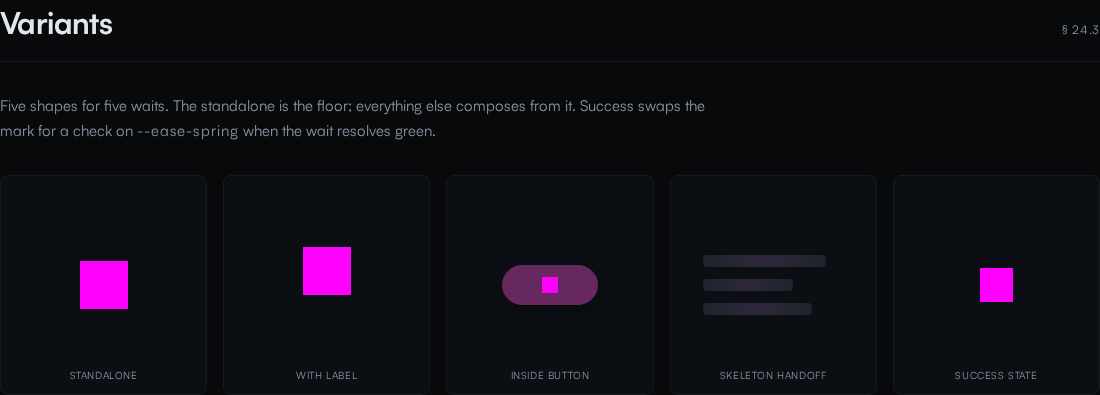 Variants
§ 24.3
Five shapes for five waits. The standalone is the floor; everything else composes from it. Success swaps the
mark for a check on --ease-spring when the wait resolves green.
STANDALONE
WITH LABEL
INSIDE BUTTON
SKELETON HANDOFF
SUCCESS STATE